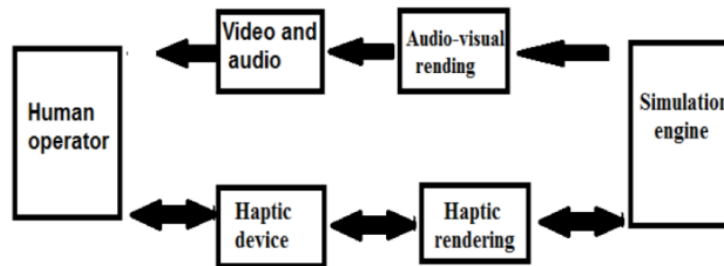 Video and
audio
Audio-visual
rending
Human
operator
Simulation
engine
Haptic
device
Haptic
rendering